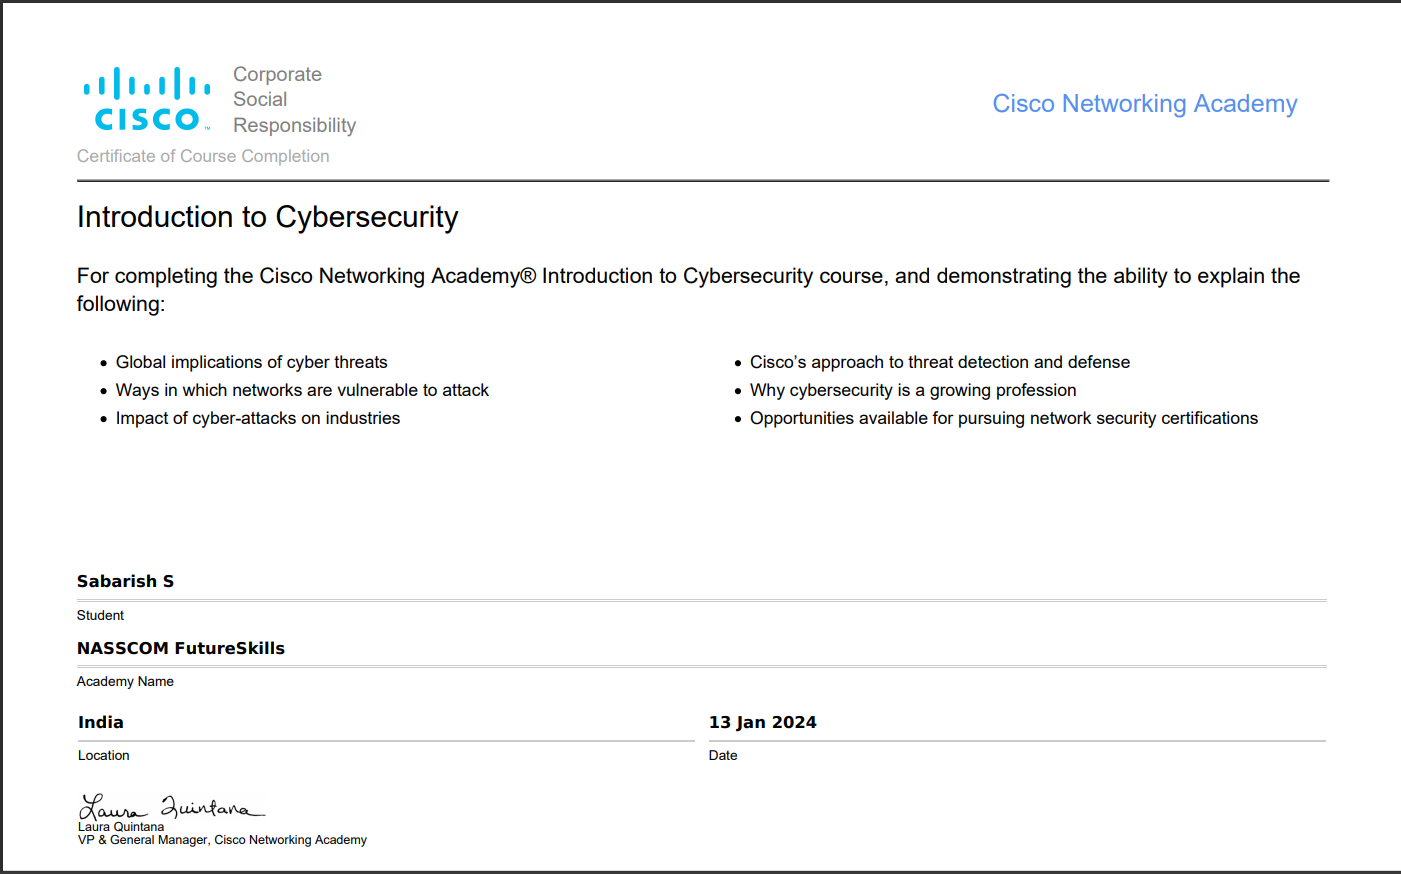 CISCO
Corporate
Social
Responsibility
Cisco Networking Academy
Certificate of Course Completion
Introduction to Cybersecurity
For completing the Cisco Networking Academy® Introduction to Cybersecurity course, and demonstrating the ability to explain the
following:
• Global implications of cyber threats
• Ways in which networks are vulnerable to attack
• Impact of cyber-attacks on industries
• Cisco’s approach to threat detection and defense
• Why cybersecurity is a growing profession
• Opportunities available for pursuing network security certifications
Sabarish S
Student
NASSCOM FutureSkills
Academy Name
India
Location
13 Jan 2024
Date
Laura Quintana
Laura Quintana
VP & General Manager, Cisco Networking Academy